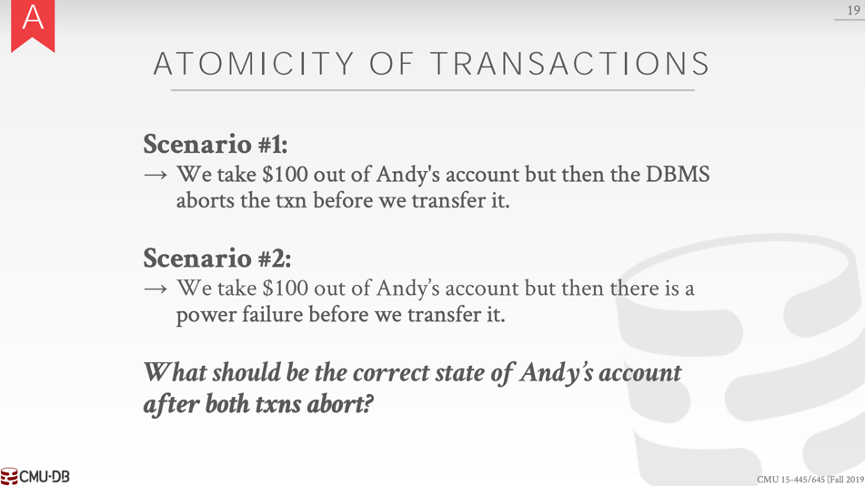 A
19
ATOMICITY OF TRANSACTIONS
Scenario #1:
→ We take $100 out of Andy's account but then the DBMS
aborts the txn before we transfer it.
Scenario #2:
→ We take $100 out of Andy’s account but then there is a
power failure before we transfer it.
What should be the correct state of Andy’s account
after both txns abort?
CMU·DB
CMU 15-445/645 (Fall 2019